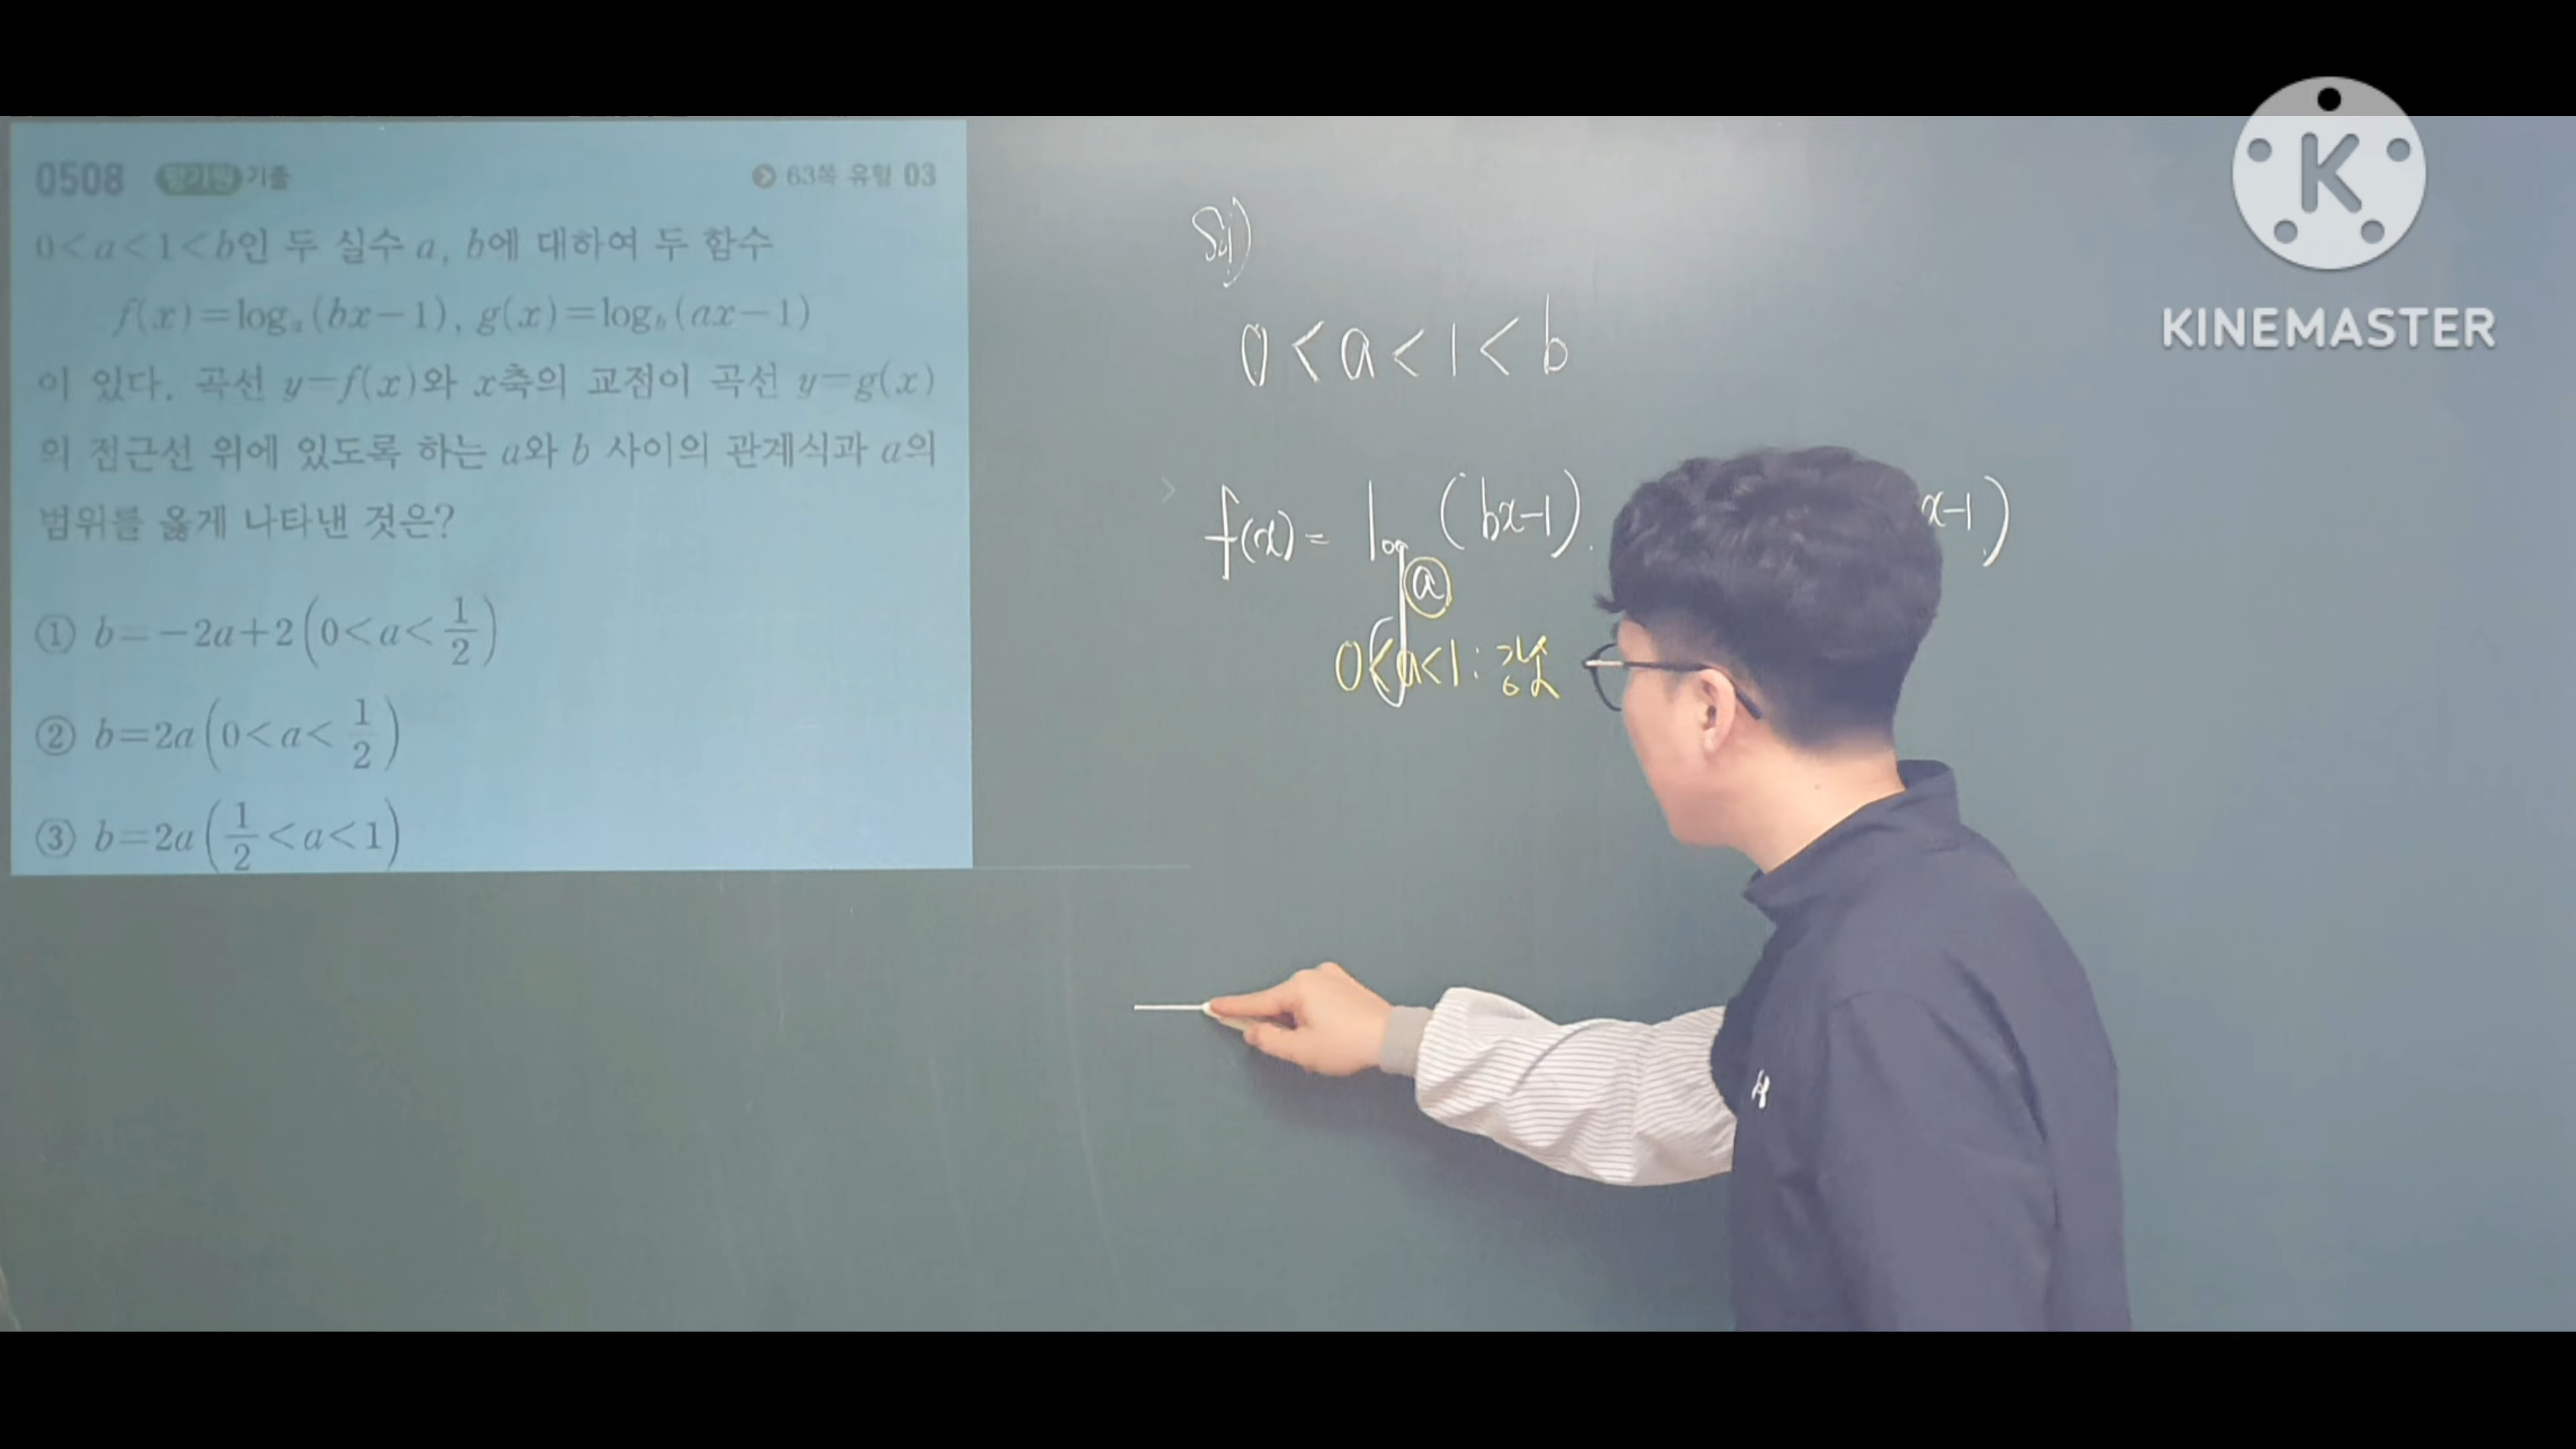 0508 평가원 기출 63쪽 유형 03
0<a<1<b인 두 실수 a, b에 대하여 두 함수
f(x)=logₐ(bx−1), g(x)=log_b(ax−1)
이 있다. 곡선 y=f(x)와 x축의 교점이 곡선 y=g(x)
의 점근선 위에 있도록 하는 a와 b 사이의 관계식과 a의
범위를 옳게 나타낸 것은?
① b=−2a+2(0<a<1/2)
② b=2a(0<a<1/2)
③ b=2a(1/2<a<1)
0<a<1<b
f(x)= logₐ(bx-1).
x-1)
0<a<1:
K
KINEMASTER